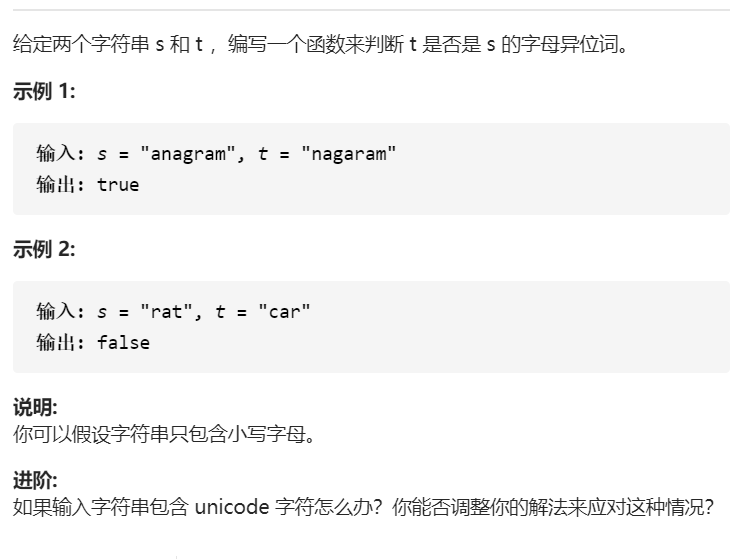 给定两个字符串 s 和 t ，编写一个函数来判断 t 是否是 s 的字母异位词。
示例 1:
输入: s = "anagram", t = "nagaram"
输出: true
示例 2:
输入: s = "rat", t = "car"
输出: false
说明:
你可以假设字符串只包含小写字母。
进阶:
如果输入字符串包含 unicode 字符怎么办？你能否调整你的解法来应对这种情况？